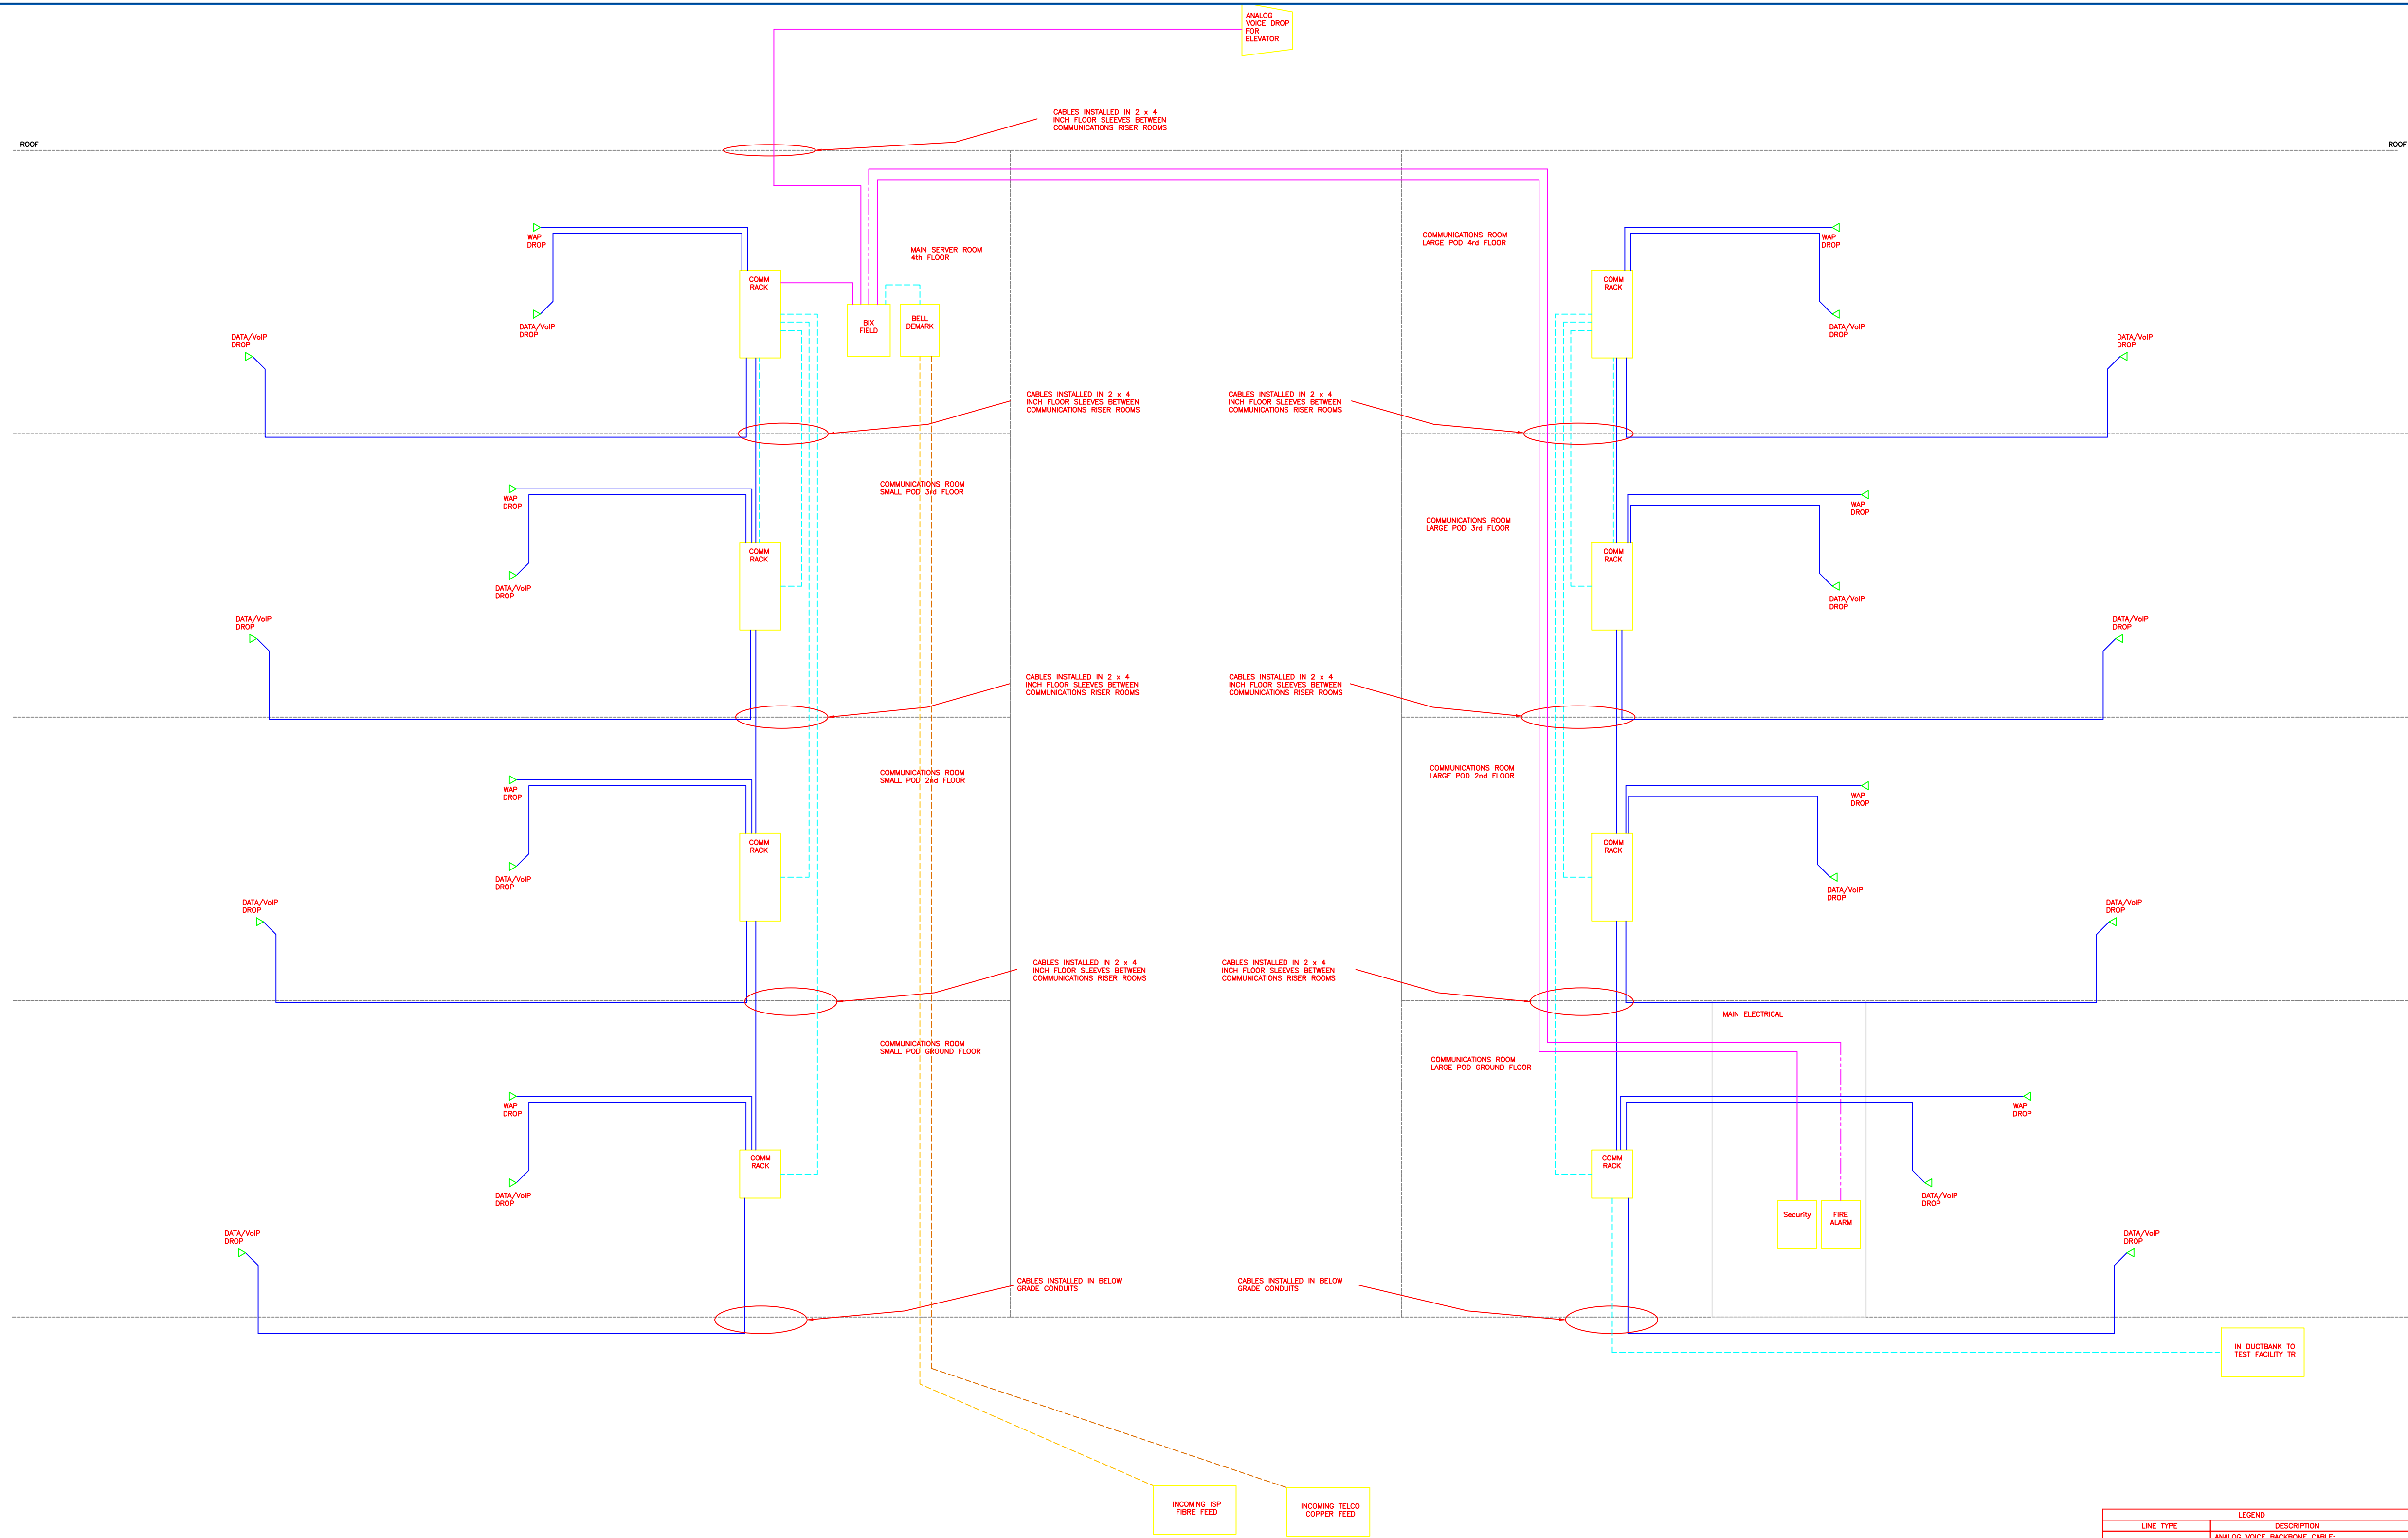 ANALOG
VOICE DROP
FOR
ELEVATOR
CABLES INSTALLED IN 2 x 4
INCH FLOOR SLEEVES BETWEEN
COMMUNICATIONS RISER ROOMS
ROOF
ROOF
WAP
DROP
DATA/VoIP
DROP
DATA/VoIP
DROP
COMM
RACK
MAIN SERVER ROOM
4th FLOOR
BIX
FIELD
BELL
DEMARK
COMMUNICATIONS ROOM
LARGE POD 4rd FLOOR
COMM
RACK
WAP
DROP
DATA/VoIP
DROP
DATA/VoIP
DROP
CABLES INSTALLED IN 2 x 4
INCH FLOOR SLEEVES BETWEEN
COMMUNICATIONS RISER ROOMS
CABLES INSTALLED IN 2 x 4
INCH FLOOR SLEEVES BETWEEN
COMMUNICATIONS RISER ROOMS
WAP
DROP
DATA/VoIP
DROP
DATA/VoIP
DROP
COMM
RACK
COMMUNICATIONS ROOM
SMALL POD 3rd FLOOR
COMMUNICATIONS ROOM
LARGE POD 3rd FLOOR
COMM
RACK
WAP
DROP
DATA/VoIP
DROP
DATA/VoIP
DROP
CABLES INSTALLED IN 2 x 4
INCH FLOOR SLEEVES BETWEEN
COMMUNICATIONS RISER ROOMS
CABLES INSTALLED IN 2 x 4
INCH FLOOR SLEEVES BETWEEN
COMMUNICATIONS RISER ROOMS
WAP
DROP
DATA/VoIP
DROP
DATA/VoIP
DROP
COMM
RACK
COMMUNICATIONS ROOM
SMALL POD 2nd FLOOR
COMMUNICATIONS ROOM
LARGE POD 2nd FLOOR
COMM
RACK
WAP
DROP
DATA/VoIP
DROP
DATA/VoIP
DROP
CABLES INSTALLED IN 2 x 4
INCH FLOOR SLEEVES BETWEEN
COMMUNICATIONS RISER ROOMS
CABLES INSTALLED IN 2 x 4
INCH FLOOR SLEEVES BETWEEN
COMMUNICATIONS RISER ROOMS
MAIN ELECTRICAL
WAP
DROP
DATA/VoIP
DROP
DATA/VoIP
DROP
COMM
RACK
COMMUNICATIONS ROOM
SMALL POD GROUND FLOOR
COMMUNICATIONS ROOM
LARGE POD GROUND FLOOR
COMM
RACK
Security
FIRE
ALARM
WAP
DROP
DATA/VoIP
DROP
DATA/VoIP
DROP
CABLES INSTALLED IN BELOW
GRADE CONDUITS
CABLES INSTALLED IN BELOW
GRADE CONDUITS
IN DUCTBANK TO
TEST FACILITY TR
INCOMING ISP
FIBRE FEED
INCOMING TELCO
COPPER FEED
LEGEND
LINE TYPE
DESCRIPTION
ANALOG VOICE BACKBONE CABLE: